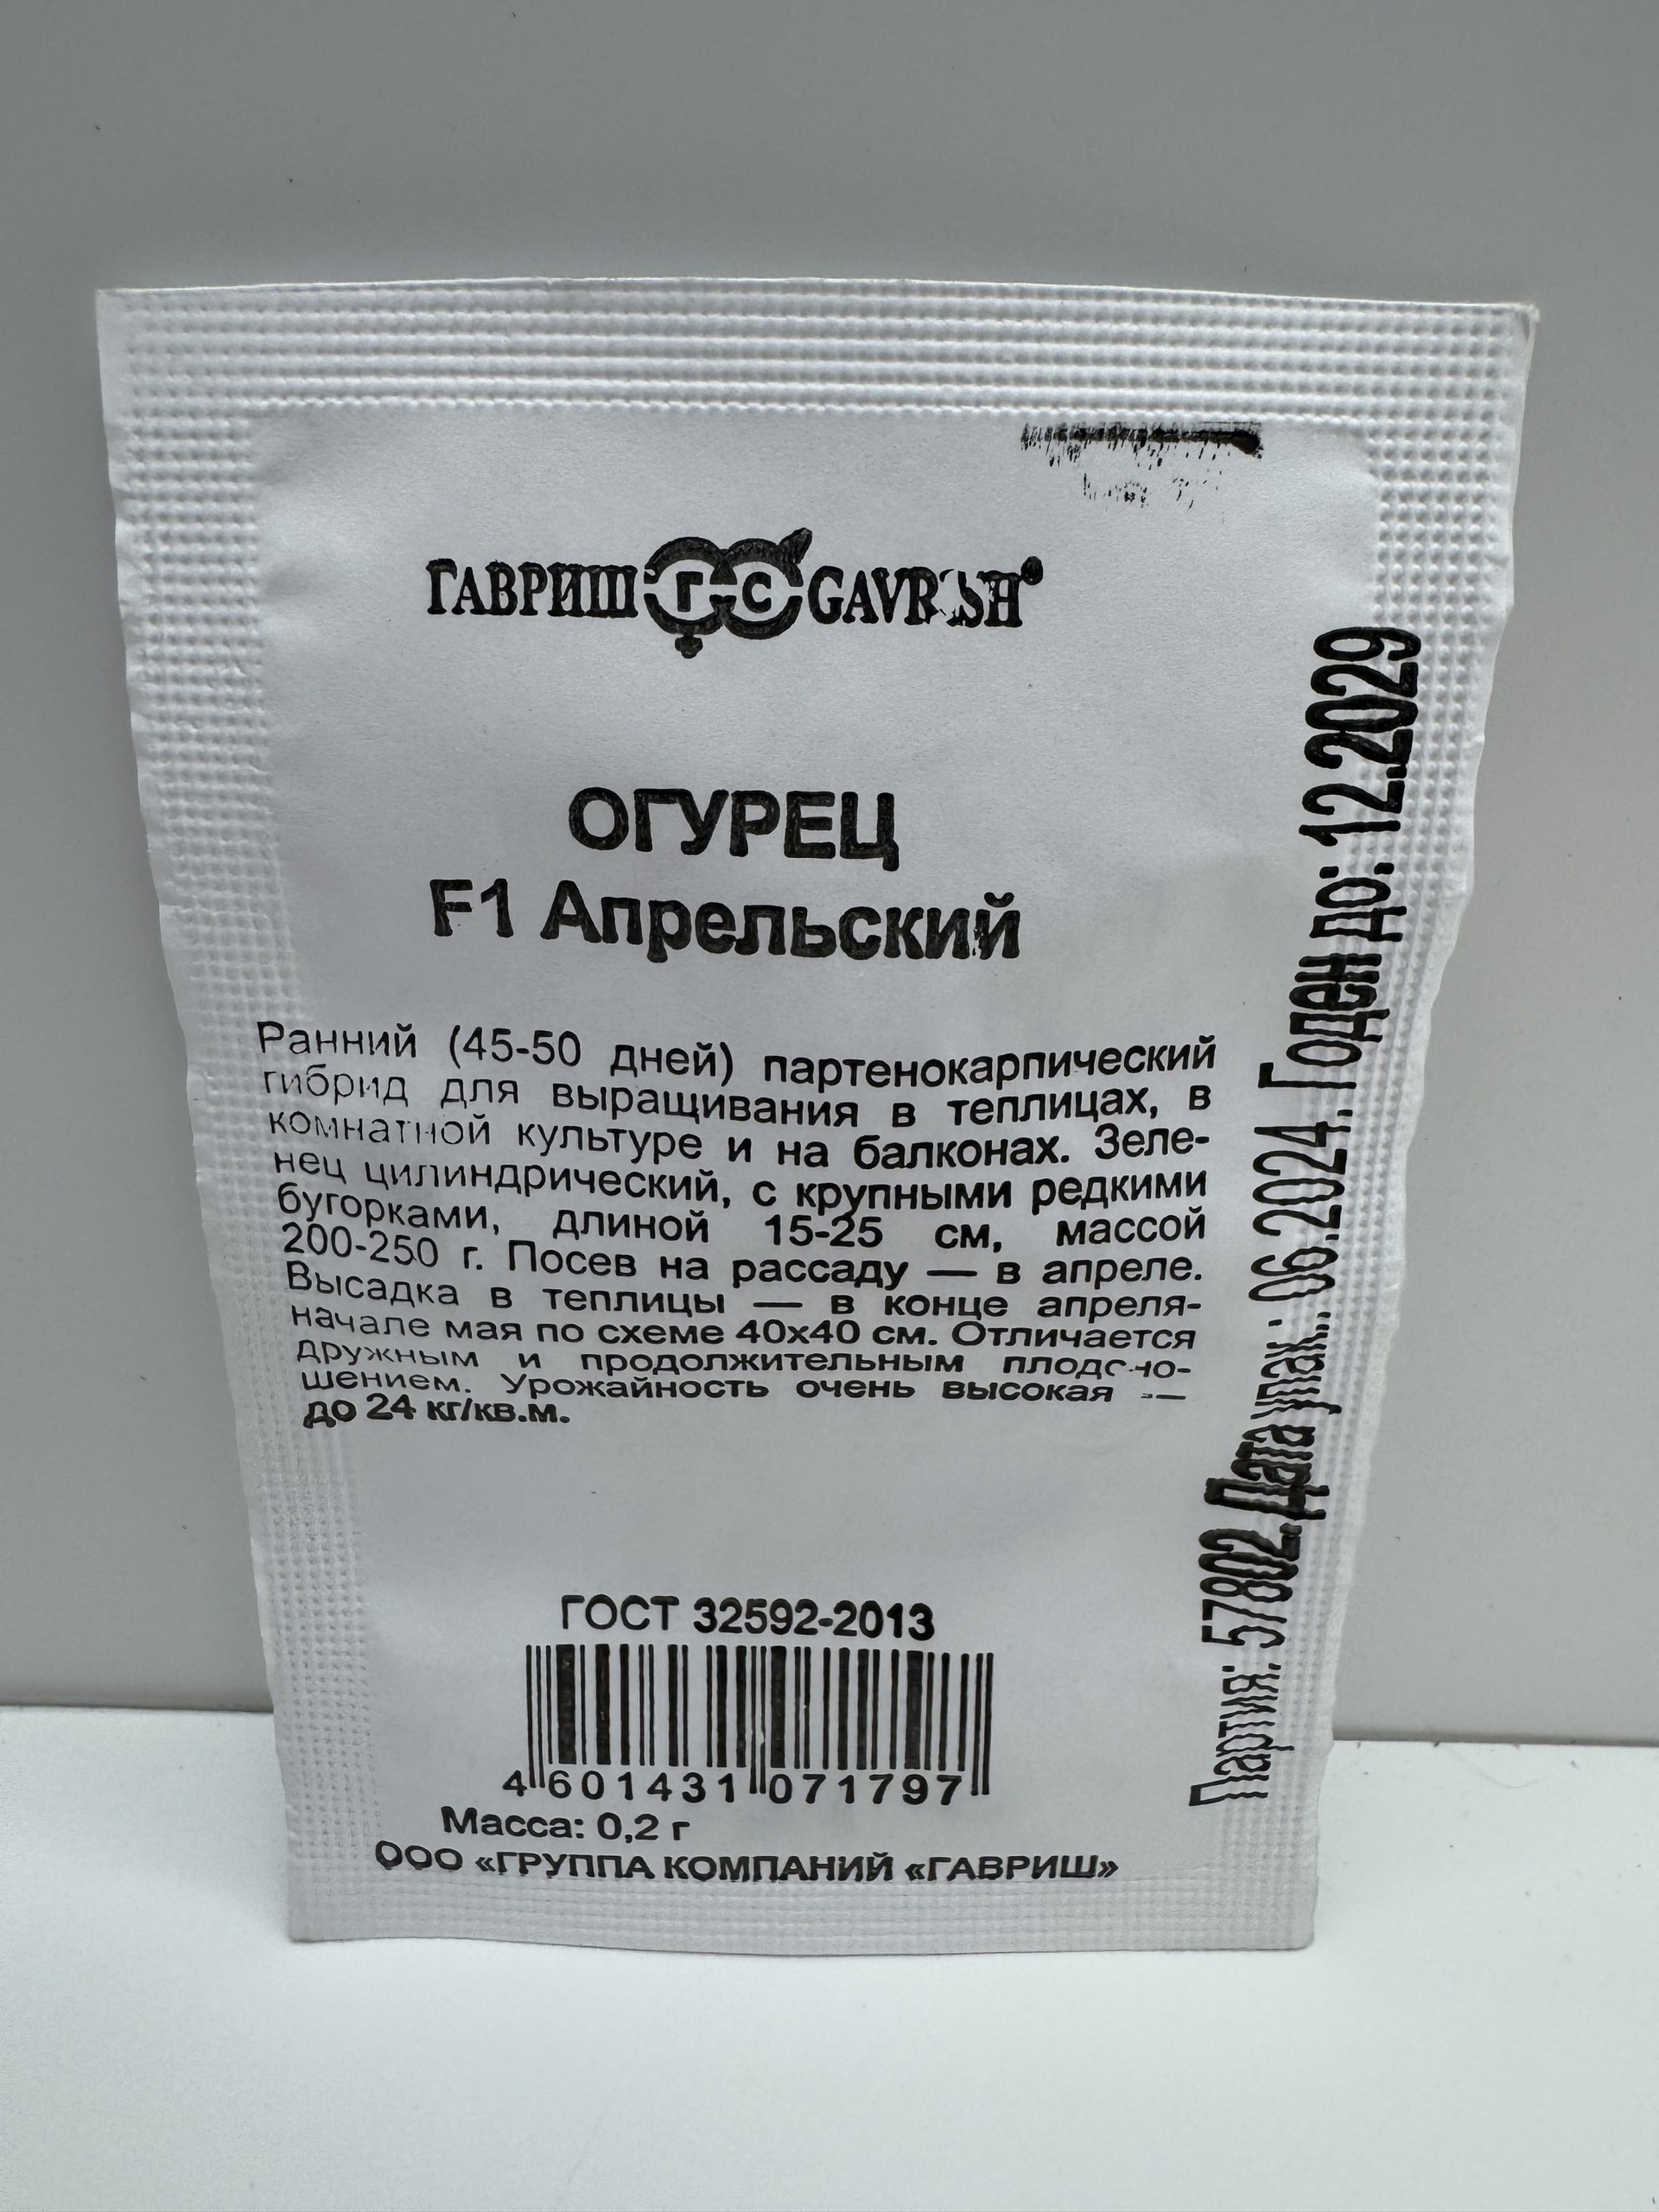 ГАВРИШ ГС GAVRISH®
ОГУРЕЦ
F1 Апрельский
Ранний (45-50 дней) партенокарпический
гибрид для выращивания в теплицах, в
комнатной культуре и на балконах. Зеле-
нец цилиндрический, с крупными редкими
бугорками, длиной 15-25 см, массой
200-250 г. Посев на рассаду — в апреле.
Высадка в теплицы — в конце апреля-
начале мая по схеме 40х40 см. Отличается
дружным и продолжительным плодоно-
шением. Урожайность очень высокая —
до 24 кг/кв.м.
ГОСТ 32592-2013
4 601431 071797
Масса: 0,2 г
ООО «ГРУППА КОМПАНИЙ «ГАВРИШ»
Партия: 57802. Дата упак.: 06.2024. Годен до: 12.2029